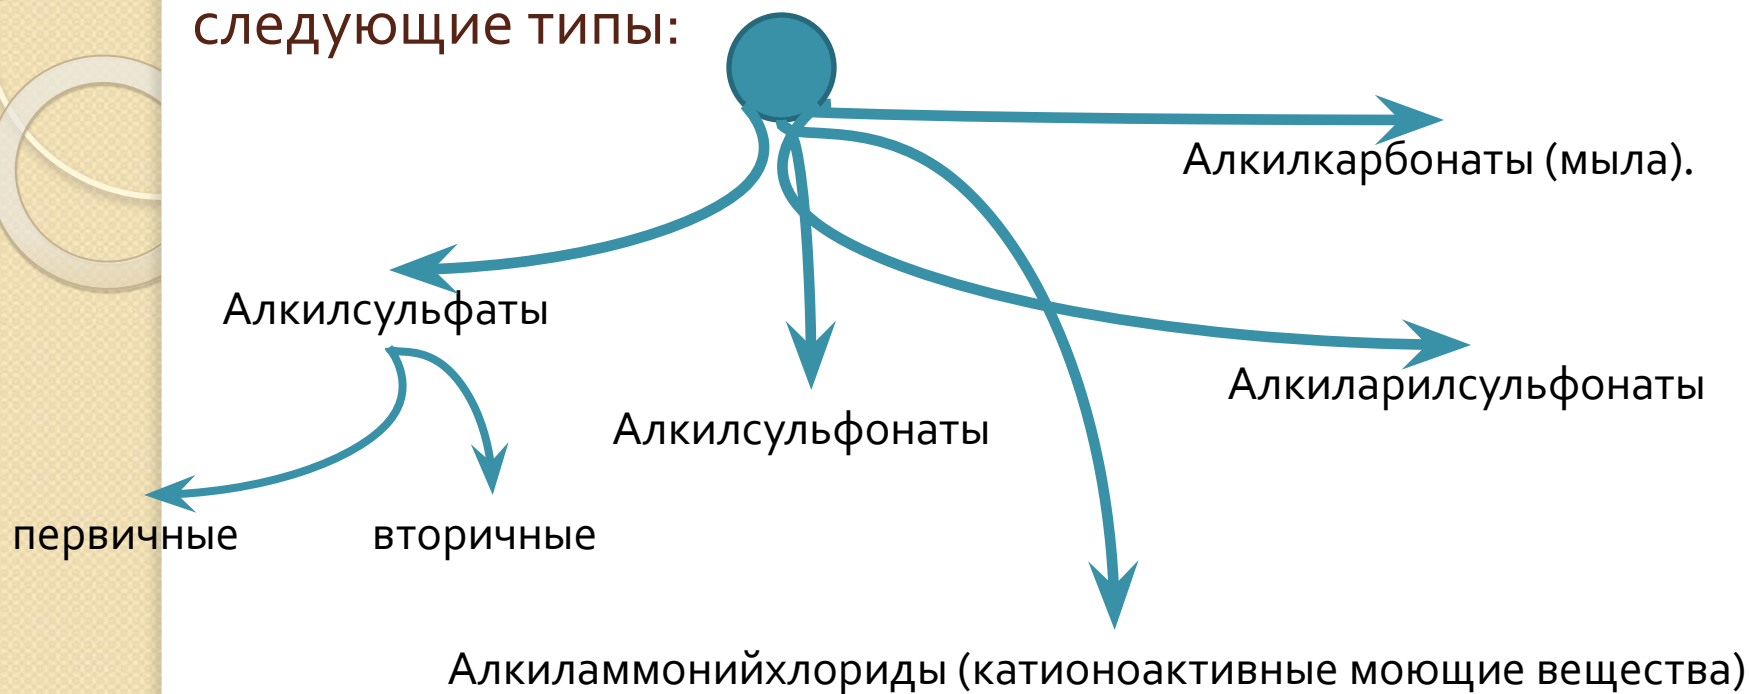 следующие типы:
Алкилкарбонаты (мыла).
Алкилсульфаты
Алкиларилсульфонаты
Алкилсульфонаты
первичные
вторичные
Алкиламмонийхлориды (катионоактивные моющие вещества)